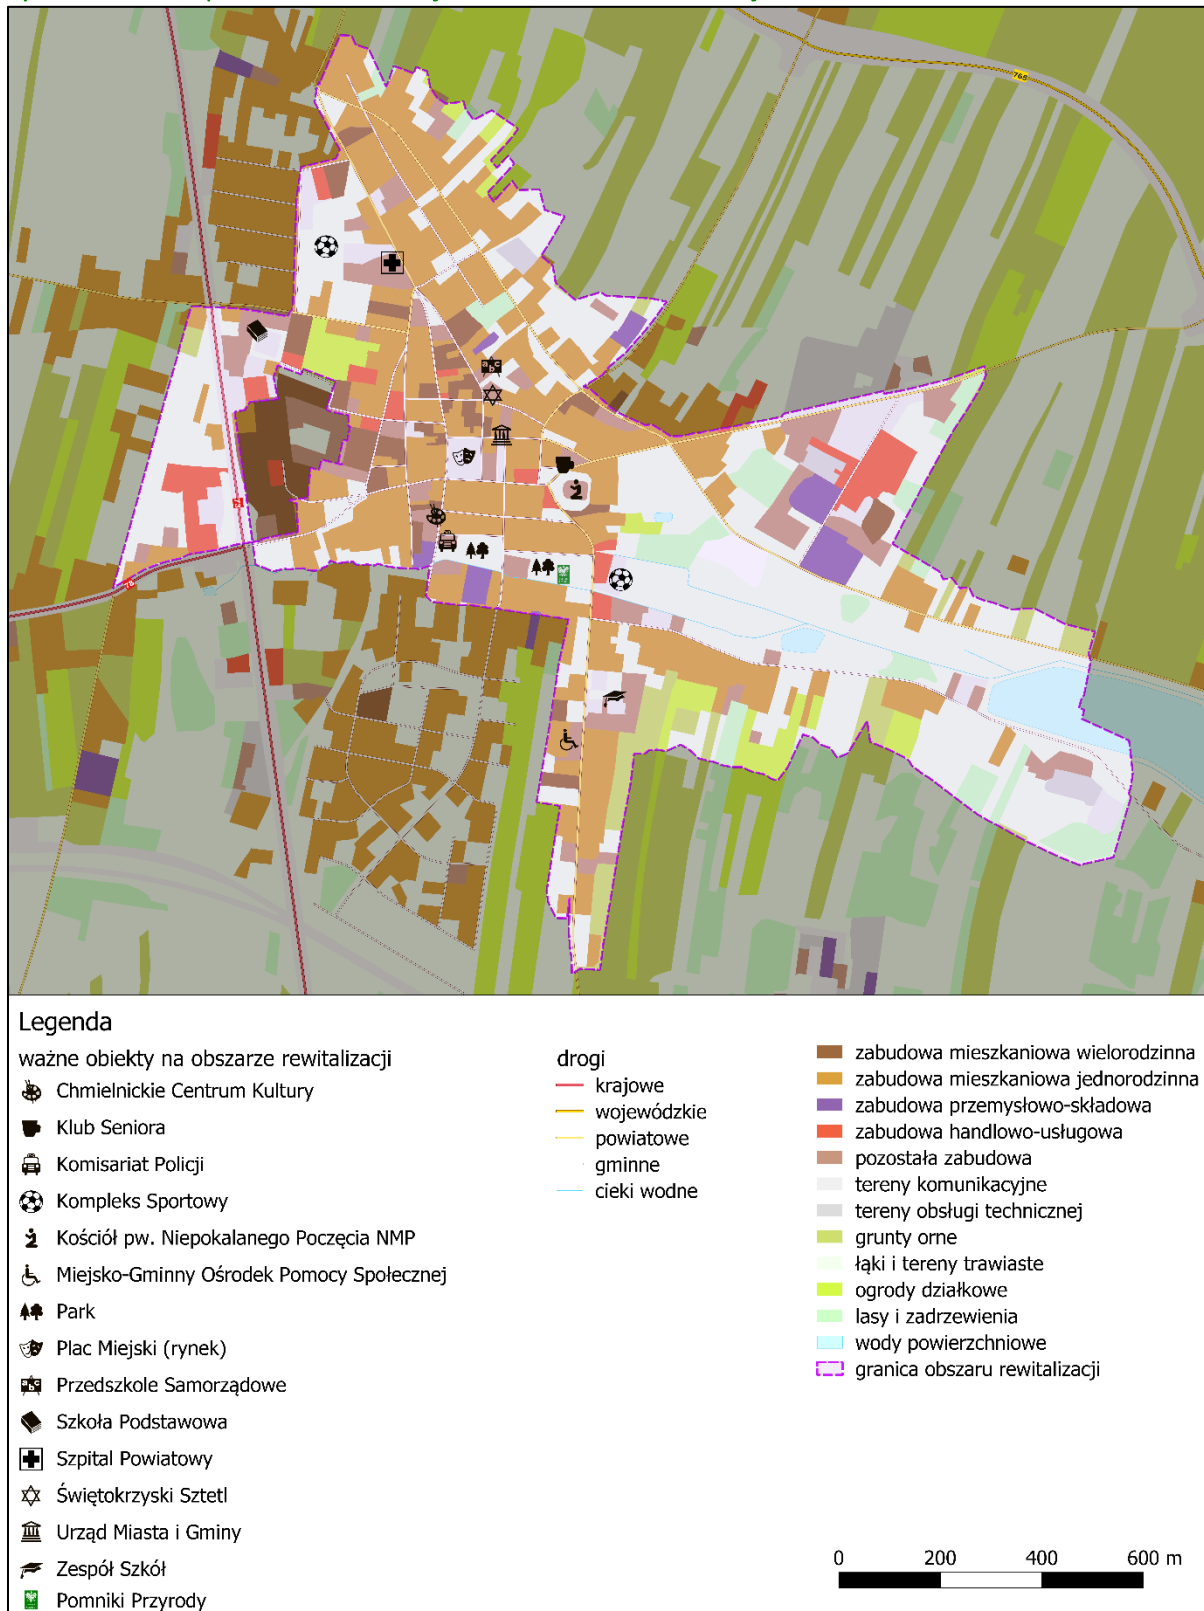 765
78
Legenda
ważne obiekty na obszarze rewitalizacji
Chmielnickie Centrum Kultury
Klub Seniora
Komisariat Policji
Kompleks Sportowy
Kościół pw. Niepokalanego Poczęcia NMP
Miejsko-Gminny Ośrodek Pomocy Społecznej
Park
Plac Miejski (rynek)
Przedszkole Samorządowe
Szkoła Podstawowa
Szpital Powiatowy
Świętokrzyski Sztetl
Urząd Miasta i Gminy
Zespół Szkół
Pomniki Przyrody
drogi
krajowe
wojewódzkie
powiatowe
gminne
cieki wodne
zabudowa mieszkaniowa wielorodzinna
zabudowa mieszkaniowa jednorodzinna
zabudowa przemysłowo-składowa
zabudowa handlowo-usługowa
pozostała zabudowa
tereny komunikacyjne
tereny obsługi technicznej
grunty orne
łąki i tereny trawiaste
ogrody działkowe
lasy i zadrzewienia
wody powierzchniowe
granica obszaru rewitalizacji
0 200 400 600 m